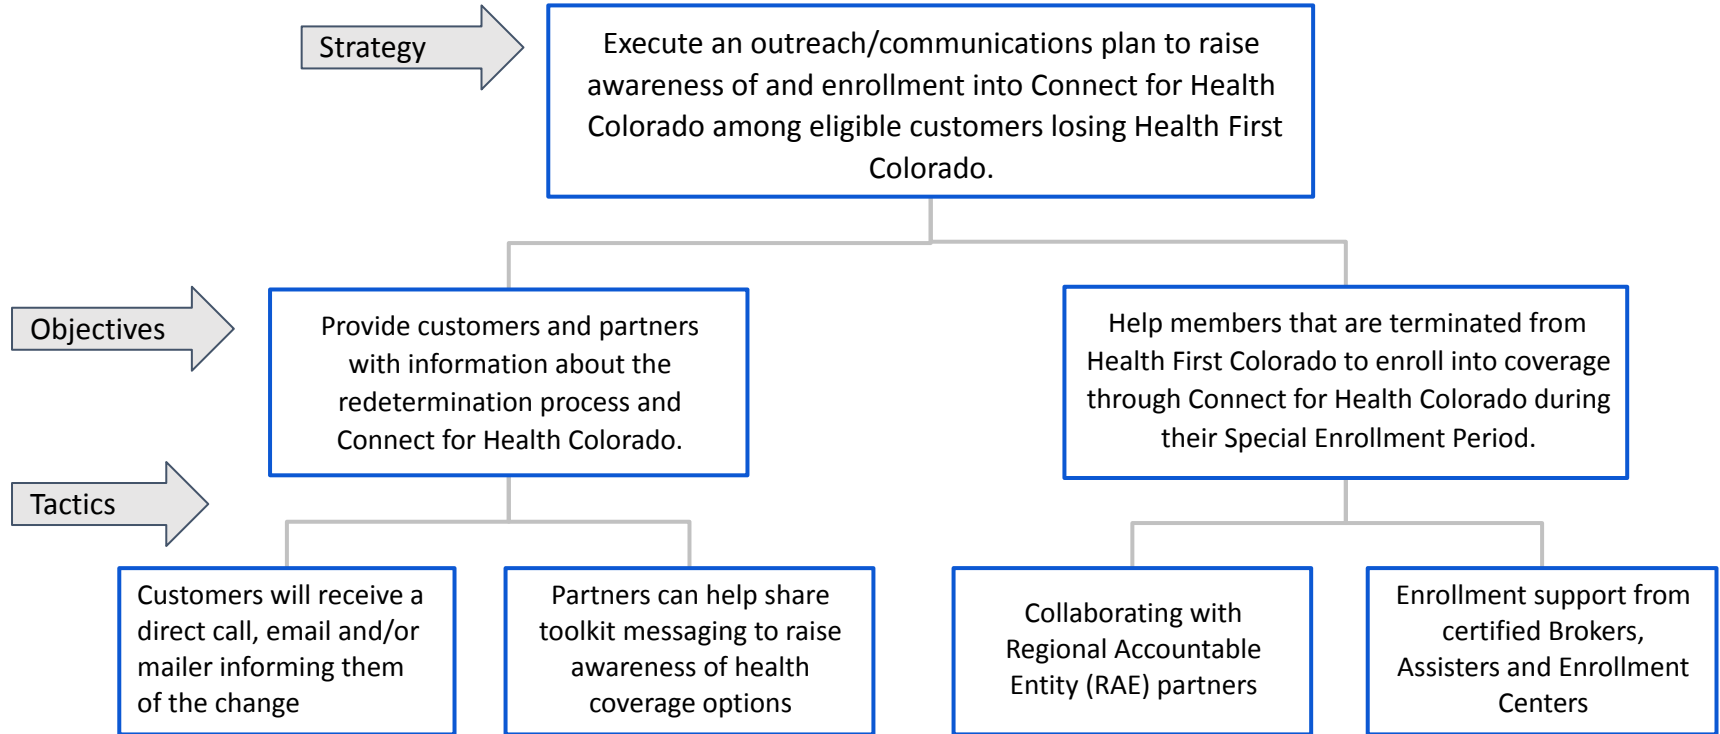 Strategy
Execute an outreach/communications plan to raise
awareness of and enrollment into Connect for Health
Colorado among eligible customers losing Health First
Colorado.
Objectives
Provide customers and partners
with information about the
redetermination process and
Connect for Health Colorado.
Help members that are terminated from
Health First Colorado to enroll into coverage
through Connect for Health Colorado during
their Special Enrollment Period.
Tactics
Customers will receive a
direct call, email and/or
mailer informing them
of the change
Partners can help share
toolkit messaging to raise
awareness of health
coverage options
Collaborating with
Regional Accountable
Entity (RAE) partners
Enrollment support from
certified Brokers,
Assisters and Enrollment
Centers